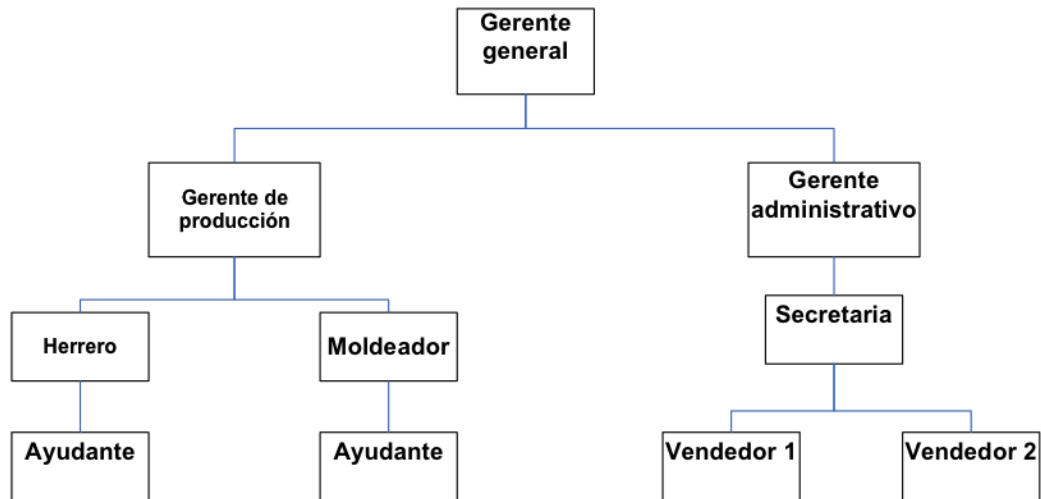 Gerente
general
Gerente de
producción
Gerente
administrativo
Herrero
Moldeador
Secretaria
Ayudante
Ayudante
Vendedor 1
Vendedor 2